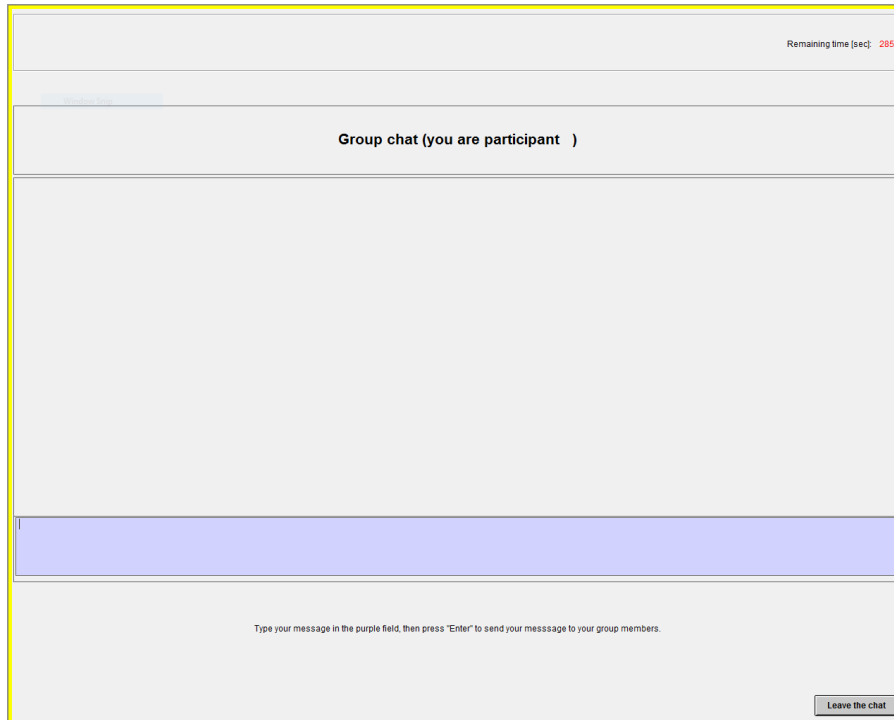 Remaining time [sec]: 285
Group chat (you are participant )
Type your message in the purple field, then press "Enter" to send your messsage to your group members.
Leave the chat